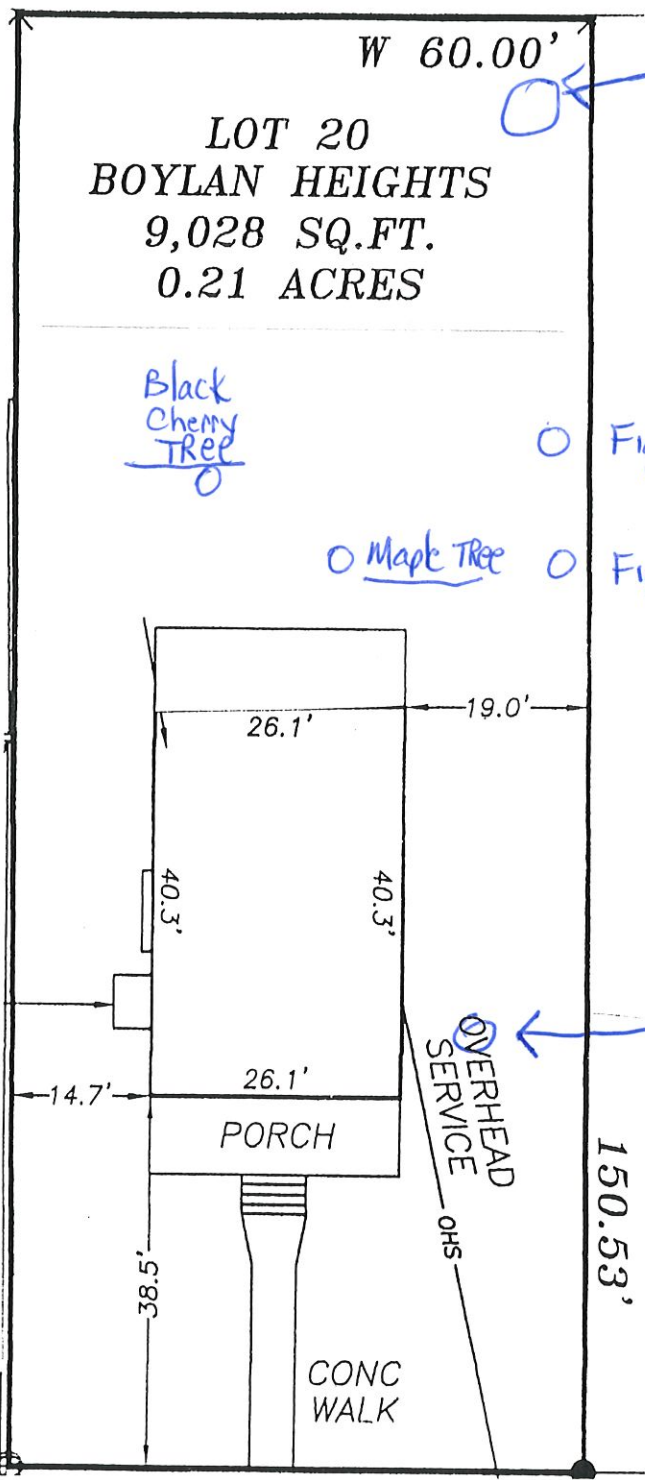 W 60.00'
LOT 20
BOYLAN HEIGHTS
9,028 SQ.FT.
0.21 ACRES
Black
Cherry
TRee
Maple TRee
19.0'
26.1'
40.3'
40.3'
OVERHEAD
SERVICE
14.7'
26.1'
PORCH
OHS
150.53'
38.5'
CONC
WALK